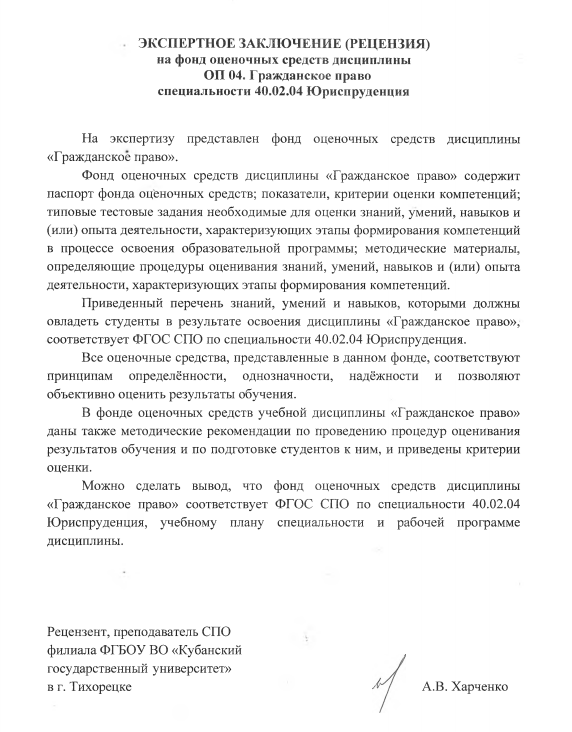 ЭКСПЕРТНОЕ ЗАКЛЮЧЕНИЕ (РЕЦЕНЗИЯ)
на фонд оценочных средств дисциплины
ОП 04. Гражданское право
специальности 40.02.04 Юриспруденция
На экспертизу представлен фонд оценочных средств дисциплины
«Гражданское право».
Фонд оценочных средств дисциплины «Гражданское право» содержит
паспорт фонда оценочных средств; показатели, критерии оценки компетенций;
типовые тестовые задания необходимые для оценки знаний, умений, навыков и
(или) опыта деятельности, характеризующих этапы формирования компетенций
в процессе освоения образовательной программы; методические материалы,
определяющие процедуры оценивания знаний, умений, навыков и (или) опыта
деятельности, характеризующих этапы формирования компетенций.
Приведенный перечень знаний, умений и навыков, которыми должны
овладеть студенты в результате освоения дисциплины «Гражданское право»,
соответствует ФГОС СПО по специальности 40.02.04 Юриспруденция.
Все оценочные средства, представленные в данном фонде, соответствуют
принципам определённости, однозначности, надёжности и позволяют
объективно оценить результаты обучения.
В фонде оценочных средств учебной дисциплины «Гражданское право»
даны также методические рекомендации по проведению процедур оценивания
результатов обучения и по подготовке студентов к ним, и приведены критерии
оценки.
Можно сделать вывод, что фонд оценочных средств дисциплины
«Гражданское право» соответствует ФГОС СПО по специальности 40.02.04
Юриспруденция, учебному плану специальности и рабочей программе
дисциплины.
Рецензент, преподаватель СПО
филиала ФГБОУ ВО «Кубанский
государственный университет»
в г. Тихорецке А.В. Харченко